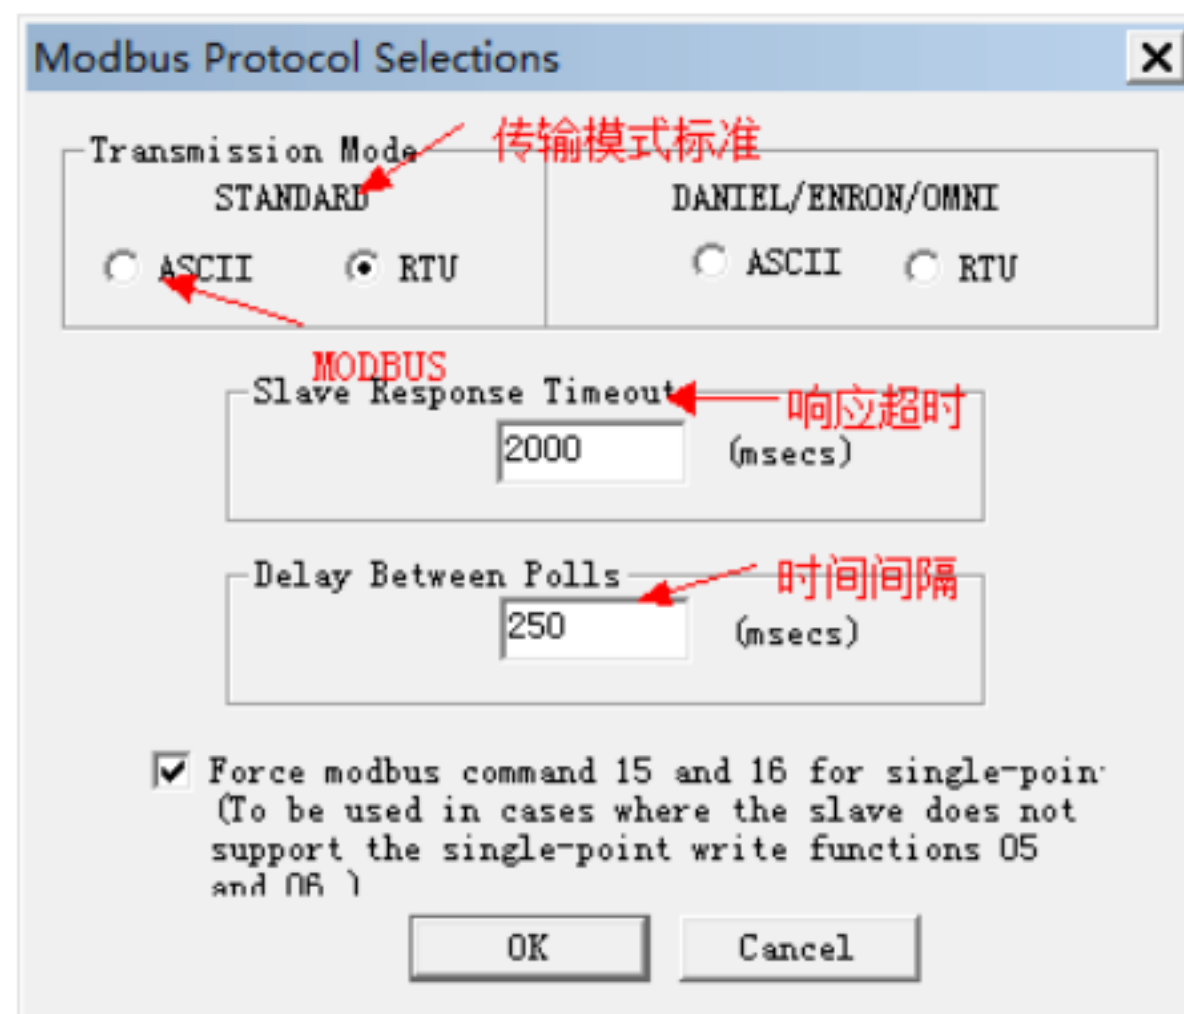 Modbus Protocol Selections
Transmission Mode
传输模式标准
STANDARD
DANIEL/ENRON/OMNI
ASCII
RTU
ASCII
RTU
MODBUS
Slave Response Timeout
响应超时
2000
(msecs)
Delay Between Polls
时间间隔
250
(msecs)
Force modbus command 15 and 16 for single-poin
(To be used in cases where the slave does not
support the single-point write functions 05
and 06.)
OK
Cancel